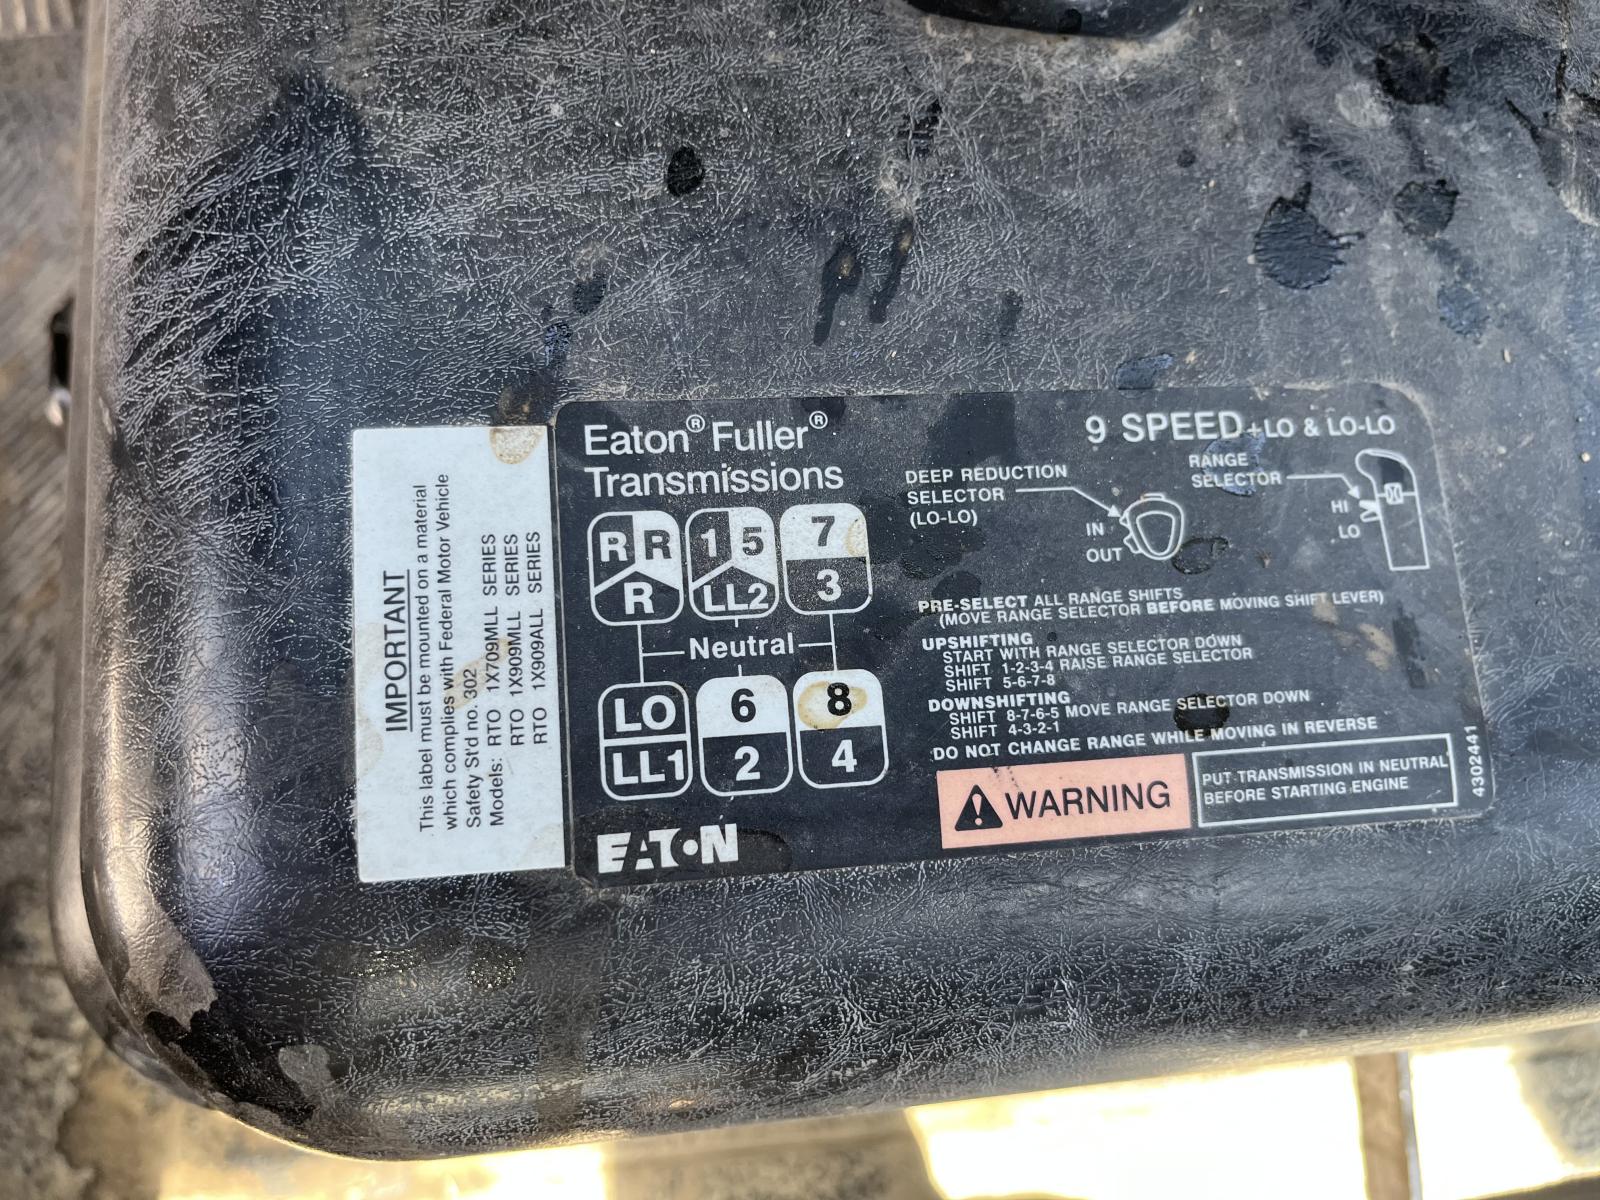 IMPORTANT
This label must be mounted on a material
which complies with Federal Motor Vehicle
Safety St'd no. 302
Models: RTO 1X709MLL SERIES
RTO 1X909MLL SERIES
RTO 1X909ALL SERIES
Eaton® Fuller®
Transmissions
R R
R
1 5
LL2
7
3
Neutral
LO
LL1
6
2
8
4
EATON
9 SPEED +LO & LO-LO
DEEP REDUCTION
SELECTOR
(LO-LO)
IN
OUT
RANGE
SELECTOR
HI
LO
PRE-SELECT ALL RANGE SHIFTS
(MOVE RANGE SELECTOR BEFORE MOVING SHIFT LEVER)
UPSHIFTING
START WITH RANGE SELECTOR DOWN
SHIFT 1-2-3-4 RAISE RANGE SELECTOR
SHIFT 5-6-7-8
DOWNSHIFTING
SHIFT 8-7-6-5 MOVE RANGE SELECTOR DOWN
SHIFT 4-3-2-1
DO NOT CHANGE RANGE WHILE MOVING IN REVERSE
WARNING
PUT TRANSMISSION IN NEUTRAL
BEFORE STARTING ENGINE
4302441